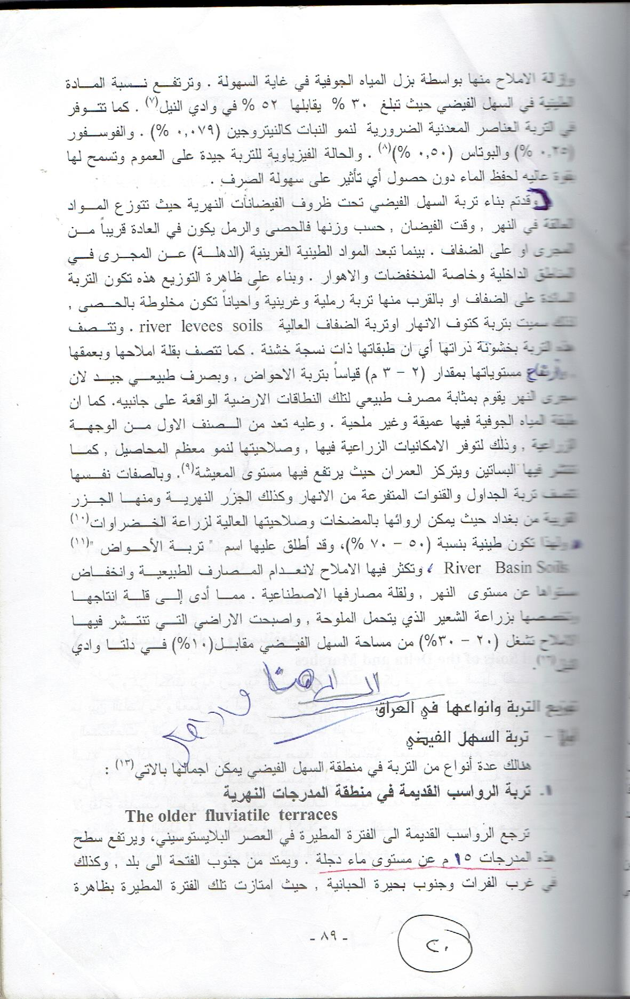 وازالة الاملاح منها بواسطة بزل المياه الجوفية في غاية السهولة . وترتفع نسبة المادة
الطينية في السهل الفيضي حيث تبلغ ٣٠ % يقابلها ٥٢ % في وادي النيل(٧) . كما تتوفر
في التربة العناصر المعدنية الضرورية لنمو النبات كالنيتروجين (٠,٠٧٩ %) . والفوسفور
(٠,٢٥ %) والبوتاس (٠,٥٠ %)(٨) . والحالة الفيزياوية للتربة جيدة على العموم وتسمح لها
بقوة عاليه لحفظ الماء دون حصول أي تأثير على سهولة الصرف .
وقدتم بناء تربة السهل الفيضي تحت ظروف الفيضانات النهرية حيث تتوزع المواد
العالقة في النهر , وقت الفيضان , حسب وزنها فالحصى والرمل يكون في العادة قريباً من
المجرى او على الضفاف . بينما تبعد المواد الطينية الغرينية (الدهلة) عن المجرى في
المناطق الداخلية وخاصة المنخفضات والاهوار . وبناء على ظاهرة التوزيع هذه تكون التربة
السائدة على الضفاف او بالقرب منها تربة رملية وغرينية واحياناً تكون مخلوطة بالحصى ,
لذلك سميت بتربة كتوف الانهار اوتربة الضفاف العالية river levees soils . وتتصف
هذه التربة بخشونة ذراتها أي ان طبقاتها ذات نسجة خشنة . كما تتصف بقلة املاحها وبعمقها
وارتفاع مستوياتها بمقدار (٢ - ٣ م) قياساً بتربة الاحواض , وبصرف طبيعي جيد لان
مجرى النهر يقوم بمثابة مصرف طبيعي لتلك النطاقات الارضية الواقعة على جانبيه. كما ان
طبقة المياه الجوفية فيها عميقة وغير ملحية . وعليه تعد من الصنف الاول من الوجهة
الزراعية , وذلك لتوفر الامكانيات الزراعية فيها , وصلاحيتها لنمو معظم المحاصيل , كما
تنتشر فيها البساتين ويتركز العمران حيث يرتفع فيها مستوى المعيشة(٩). وبالصفات نفسها
تتصف تربة الجداول والقنوات المتفرعة من الانهار وكذلك الجزر النهرية ومنها الجزر
القريبة من بغداد حيث يمكن اروائها بالمضخات وصلاحيتها العالية لزراعة الخضراوات(١٠)
تكون طينية بنسبة (٥٠ - ٧٠ %)، وقد أطلق عليها اسم " تربة الأحواض "(١١)
River Basin Soils ، وتكثر فيها الاملاح لانعدام المصارف الطبيعية وانخفاض
مستواها عن مستوى النهر , ولقلة مصارفها الاصطناعية . مما أدى إلى قلة انتاجها
وتخصصها بزراعة الشعير الذي يتحمل الملوحة , واصبحت الاراضي التي تنتشر فيها
الاملاح تشغل (٢٠ - ٣٠%) من مساحة السهل الفيضي مقابل(١٠%) في دلتا وادي
النيل(١٢).
الى هنا
توزيع التربة وانواعها في العراق
أولاً - تربة السهل الفيضي
هنالك عدة أنواع من التربة في منطقة السهل الفيضي يمكن اجمالها بالاتي(١٣) :
١. تربة الرواسب القديمة في منطقة المدرجات النهرية
The older fluviatile terraces
ترجع الرواسب القديمة الى الفترة المطيرة في العصر البلايستوسيني، ويرتفع سطح
هذه المدرجات ١٥ م عن مستوى ماء دجلة . ويمتد من جنوب الفتحة الى بلد , وكذلك
في غرب الفرات وجنوب بحيرة الحبانية , حيث امتازت تلك الفترة المطيرة بظاهرة
- ٨٩ -
٢٠